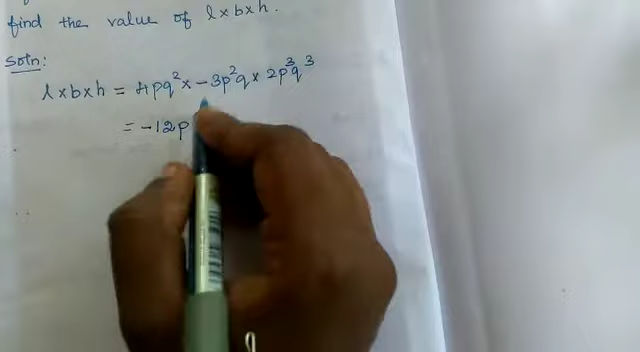 find the value of l×b×h.
Soln:
l×b×h = 4pq²× -3p²q × 2p³q³
= -12p